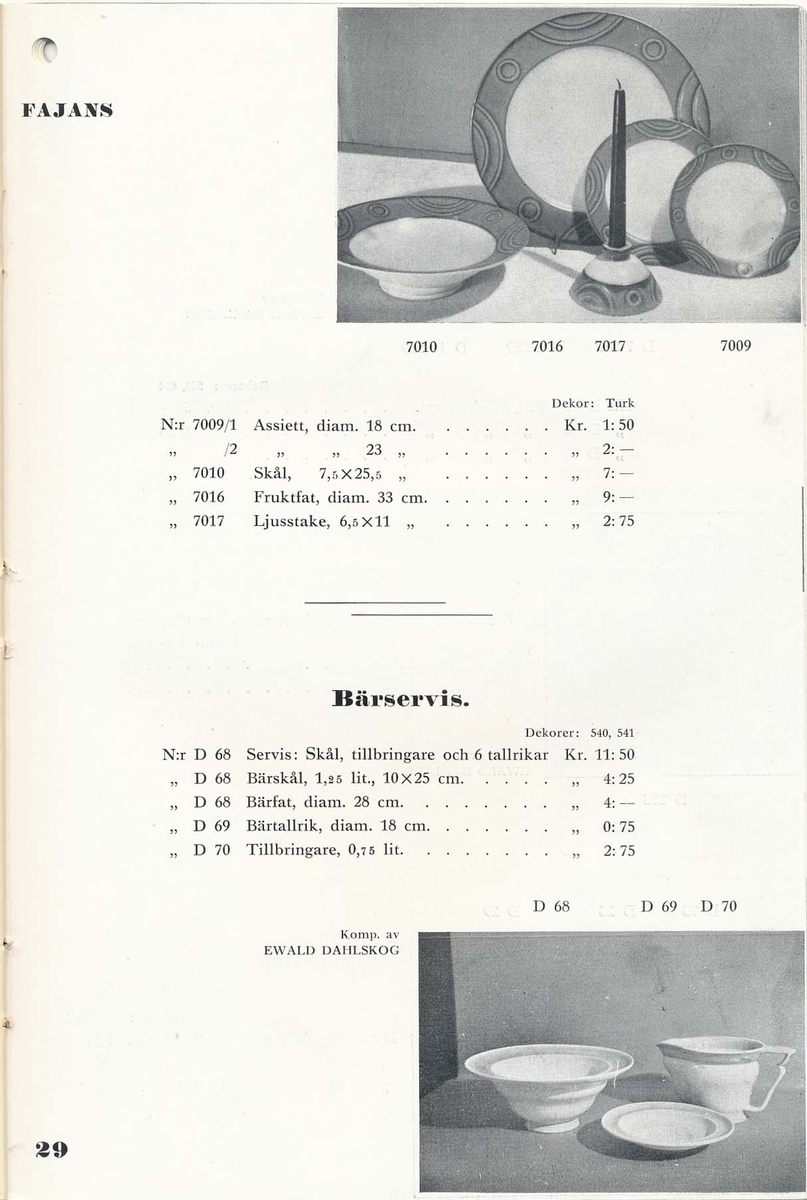 FAJANS
7010 7016 7017 7009
Dekor: Turk
N:r 7009/1 Assiett, diam. 18 cm. . . . . . . Kr. 1: 50
„ /2 „ „ 23 „ . . . . . . „ 2: —
„ 7010 Skål, 7,5×25,5 „ . . . . . . „ 7: —
„ 7016 Fruktfat, diam. 33 cm. . . . . . . „ 9: —
„ 7017 Ljusstake, 6,5×11 „ . . . . . . „ 2: 75
Bärservis.
Dekorer: 540, 541
N:r D 68 Servis: Skål, tillbringare och 6 tallrikar Kr. 11: 50
„ D 68 Bärskål, 1,25 lit., 10×25 cm. . . . . . „ 4: 25
„ D 68 Bärfat, diam. 28 cm. . . . . . . . „ 4: —
„ D 69 Bärtallrik, diam. 18 cm. . . . . . . „ 0: 75
„ D 70 Tillbringare, 0,75 lit. . . . . . . . „ 2: 75
D 68 D 69 D 70
Komp. av
EWALD DAHLSKOG
29